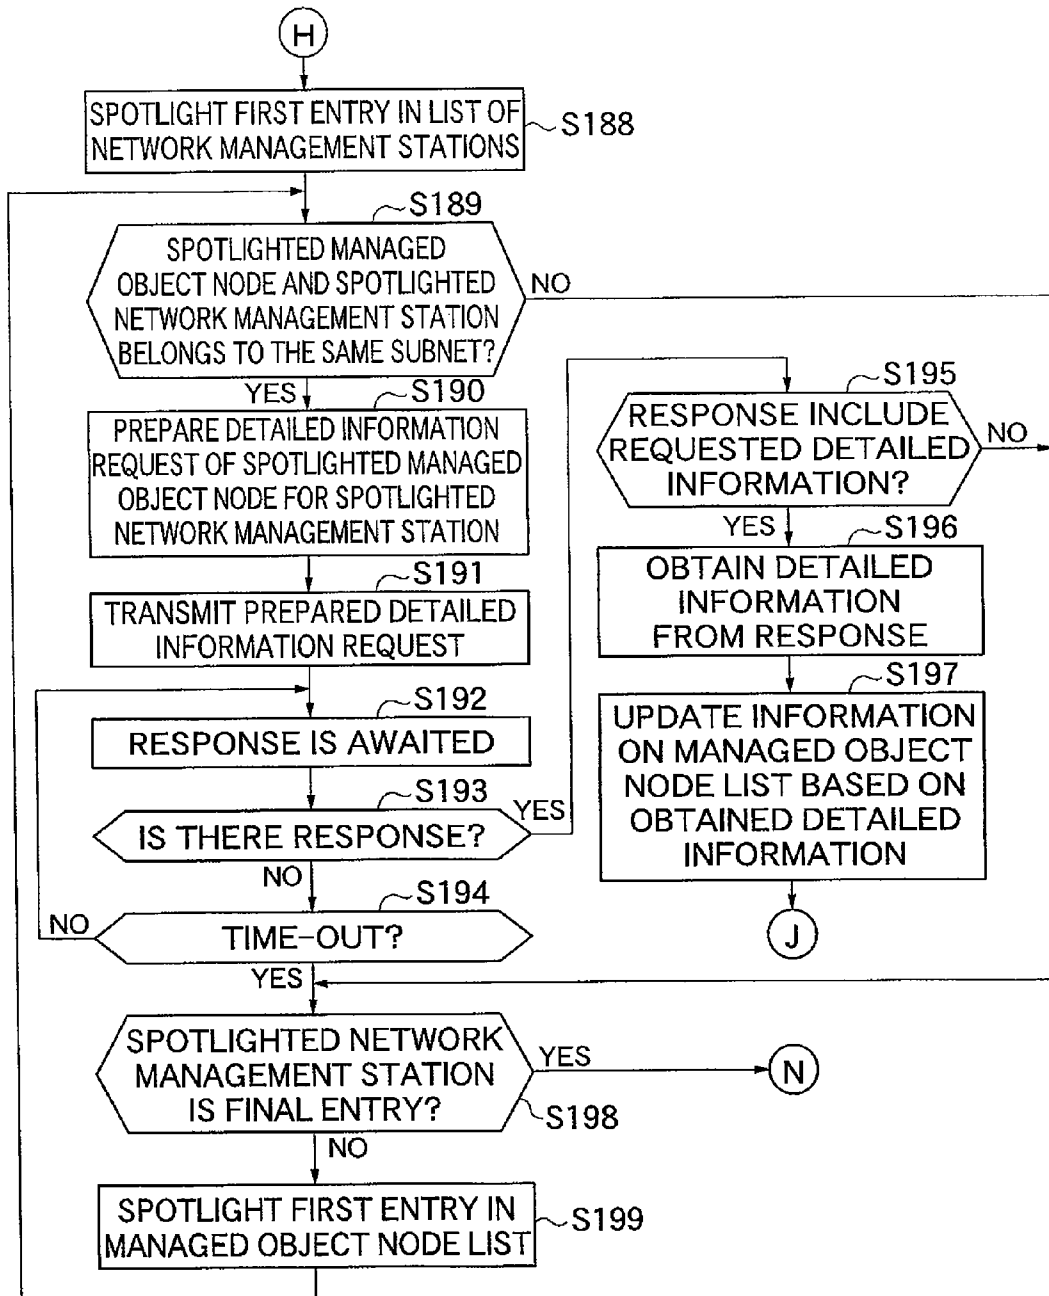 H
SPOTLIGHT FIRST ENTRY IN LIST OF
NETWORK MANAGEMENT STATIONS
S188
S189
SPOTLIGHTED MANAGED
OBJECT NODE AND SPOTLIGHTED
NETWORK MANAGEMENT STATION
BELONGS TO THE SAME SUBNET?
NO
YES
S190
PREPARE DETAILED INFORMATION
REQUEST OF SPOTLIGHTED MANAGED
OBJECT NODE FOR SPOTLIGHTED
NETWORK MANAGEMENT STATION
S191
TRANSMIT PREPARED DETAILED
INFORMATION REQUEST
S192
RESPONSE IS AWAITED
S193
IS THERE RESPONSE?
YES
NO
S194
TIME-OUT?
NO
YES
S195
RESPONSE INCLUDE
REQUESTED DETAILED
INFORMATION?
NO
YES
S196
OBTAIN DETAILED
INFORMATION
FROM RESPONSE
S197
UPDATE INFORMATION
ON MANAGED OBJECT
NODE LIST BASED ON
OBTAINED DETAILED
INFORMATION
J
SPOTLIGHTED NETWORK
MANAGEMENT STATION
IS FINAL ENTRY?
YES
N
S198
NO
SPOTLIGHT FIRST ENTRY IN
MANAGED OBJECT NODE LIST
S199